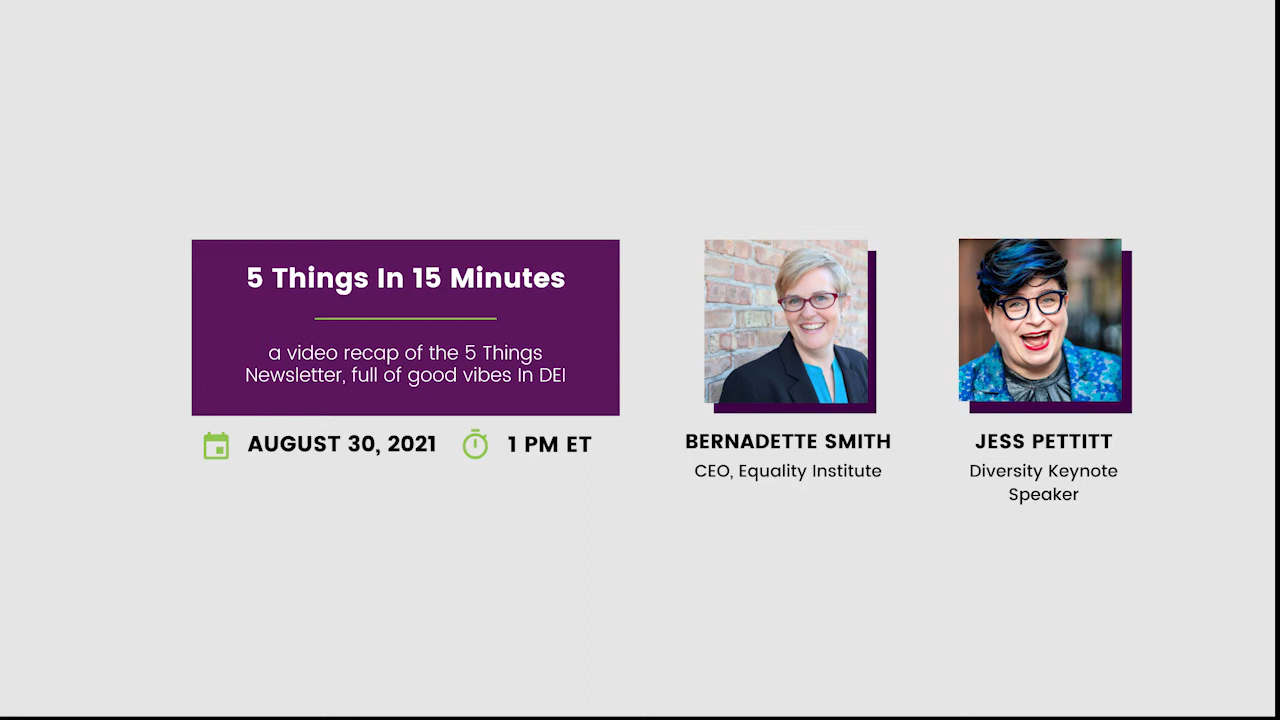 5 Things In 15 Minutes
a video recap of the 5 Things
Newsletter, full of good vibes In DEI
AUGUST 30, 2021
1 PM ET
BERNADETTE SMITH
CEO, Equality Institute
JESS PETTITT
Diversity Keynote
Speaker